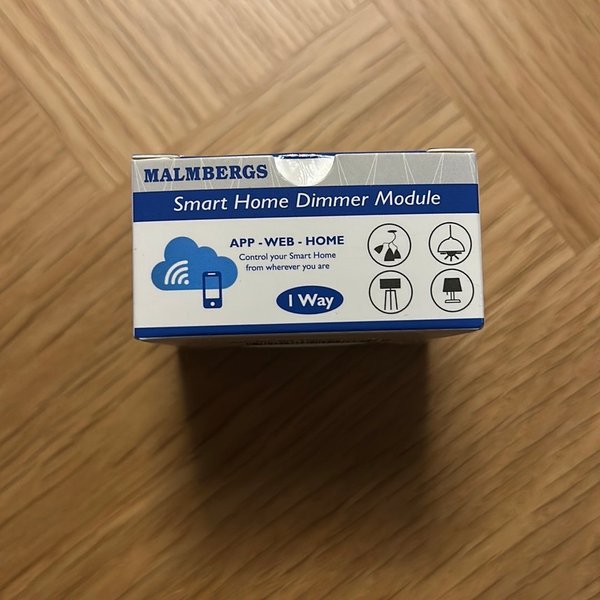 MALMBERGS
Smart Home Dimmer Module
APP - WEB - HOME
Control your Smart Home
from wherever you are
1 Way